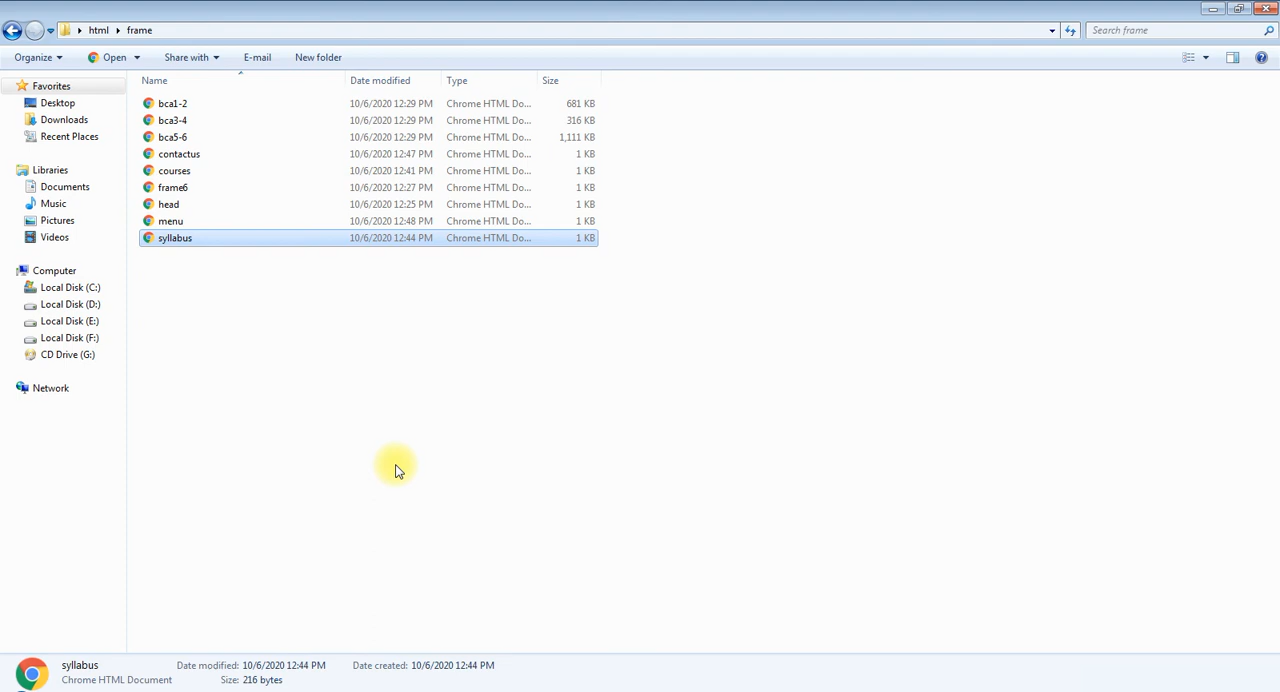 html frame
Search frame
Organize Open Share with E-mail New folder
Favorites
Desktop
Downloads
Recent Places
Libraries
Documents
Music
Pictures
Videos
Computer
Local Disk (C:)
Local Disk (D:)
Local Disk (E:)
Local Disk (F:)
CD Drive (G:)
Network
Name Date modified Type Size
bca1-2 10/6/2020 12:29 PM Chrome HTML Do... 681 KB
bca3-4 10/6/2020 12:29 PM Chrome HTML Do... 316 KB
bca5-6 10/6/2020 12:29 PM Chrome HTML Do... 1,111 KB
contactus 10/6/2020 12:47 PM Chrome HTML Do... 1 KB
courses 10/6/2020 12:41 PM Chrome HTML Do... 1 KB
frame6 10/6/2020 12:27 PM Chrome HTML Do... 1 KB
head 10/6/2020 12:25 PM Chrome HTML Do... 1 KB
menu 10/6/2020 12:48 PM Chrome HTML Do... 1 KB
syllabus 10/6/2020 12:44 PM Chrome HTML Do... 1 KB
syllabus Date modified: 10/6/2020 12:44 PM Date created: 10/6/2020 12:44 PM
Chrome HTML Document Size: 216 bytes